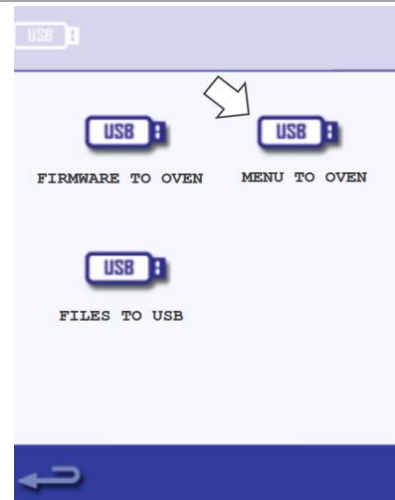 USB
USB USB
FIRMWARE TO OVEN MENU TO OVEN
USB
FILES TO USB